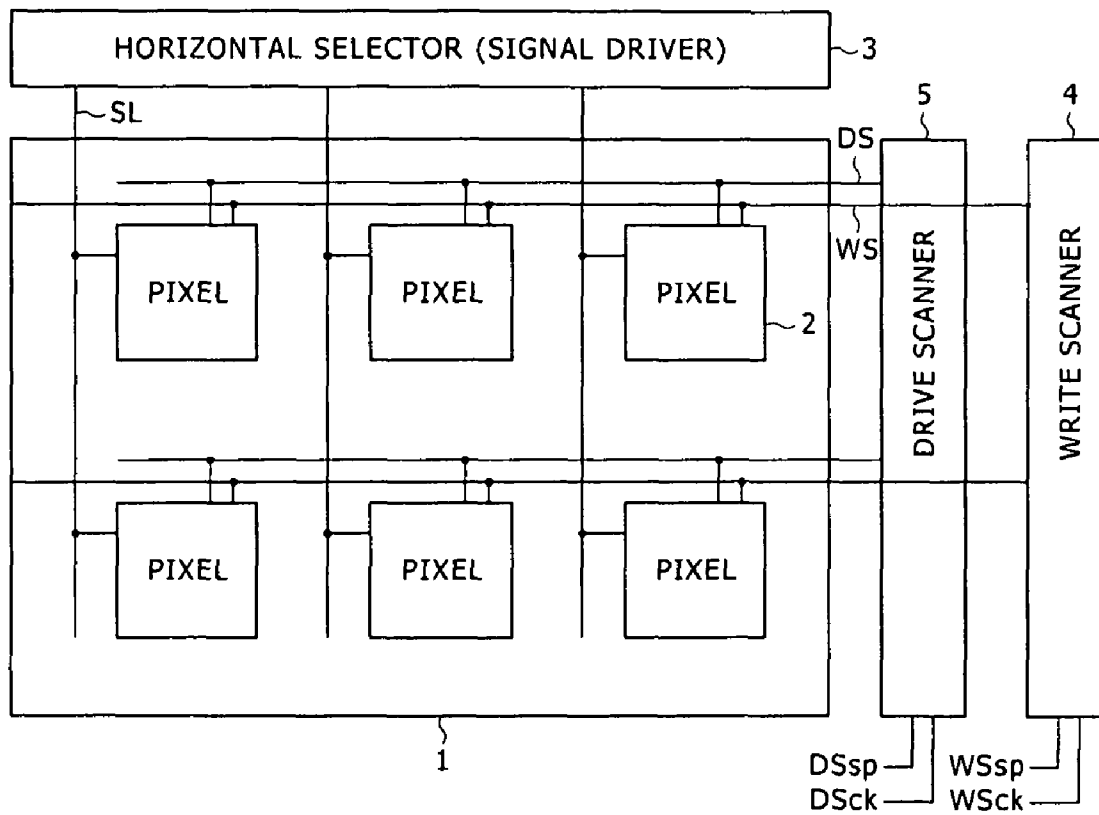 HORIZONTAL SELECTOR (SIGNAL DRIVER)
3
SL
5
4
DS
WS
PIXEL
PIXEL
PIXEL
2
DRIVE SCANNER
WRITE SCANNER
PIXEL
PIXEL
PIXEL
1
DSsp
WSsp
DSck
WSck